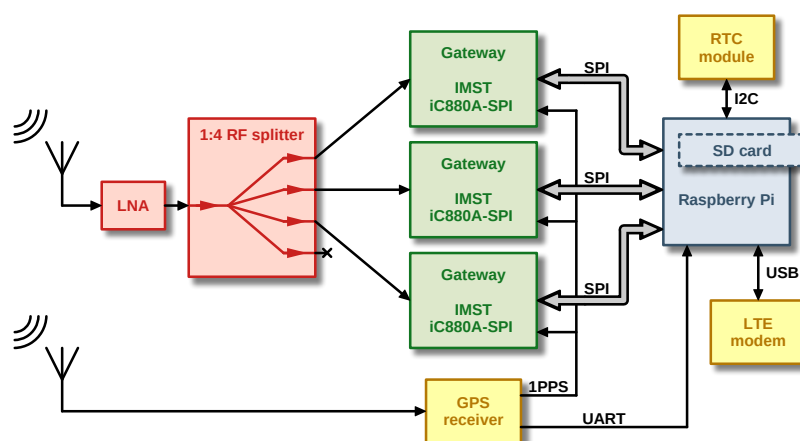 Gateway
IMST
iC880A-SPI
SPI
RTC
module
I2C
1:4 RF splitter
SD card
Gateway
IMST
iC880A-SPI
SPI
Raspberry Pi
LNA
Gateway
IMST
iC880A-SPI
SPI
USB
LTE
modem
1PPS
GPS
receiver
UART